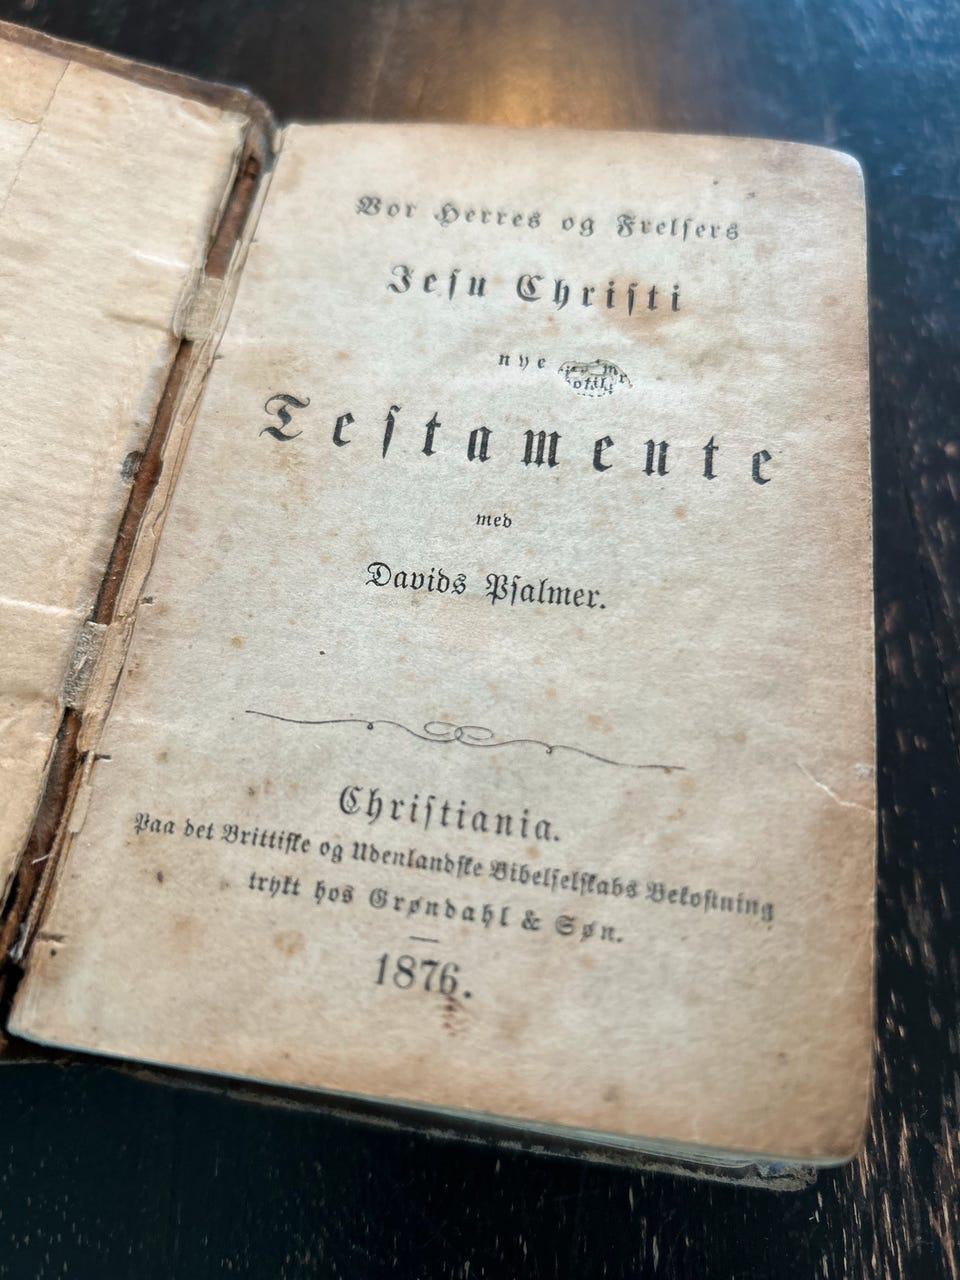 Vor Herres og Frelsers
Jesu Christi
nye
Testamente
med
Davids Psalmer.
Christiania.
Paa det Brittiske og Udenlandske Bibelselskabs Bekostning
trykt hos Grøndahl & Søn.
1876.